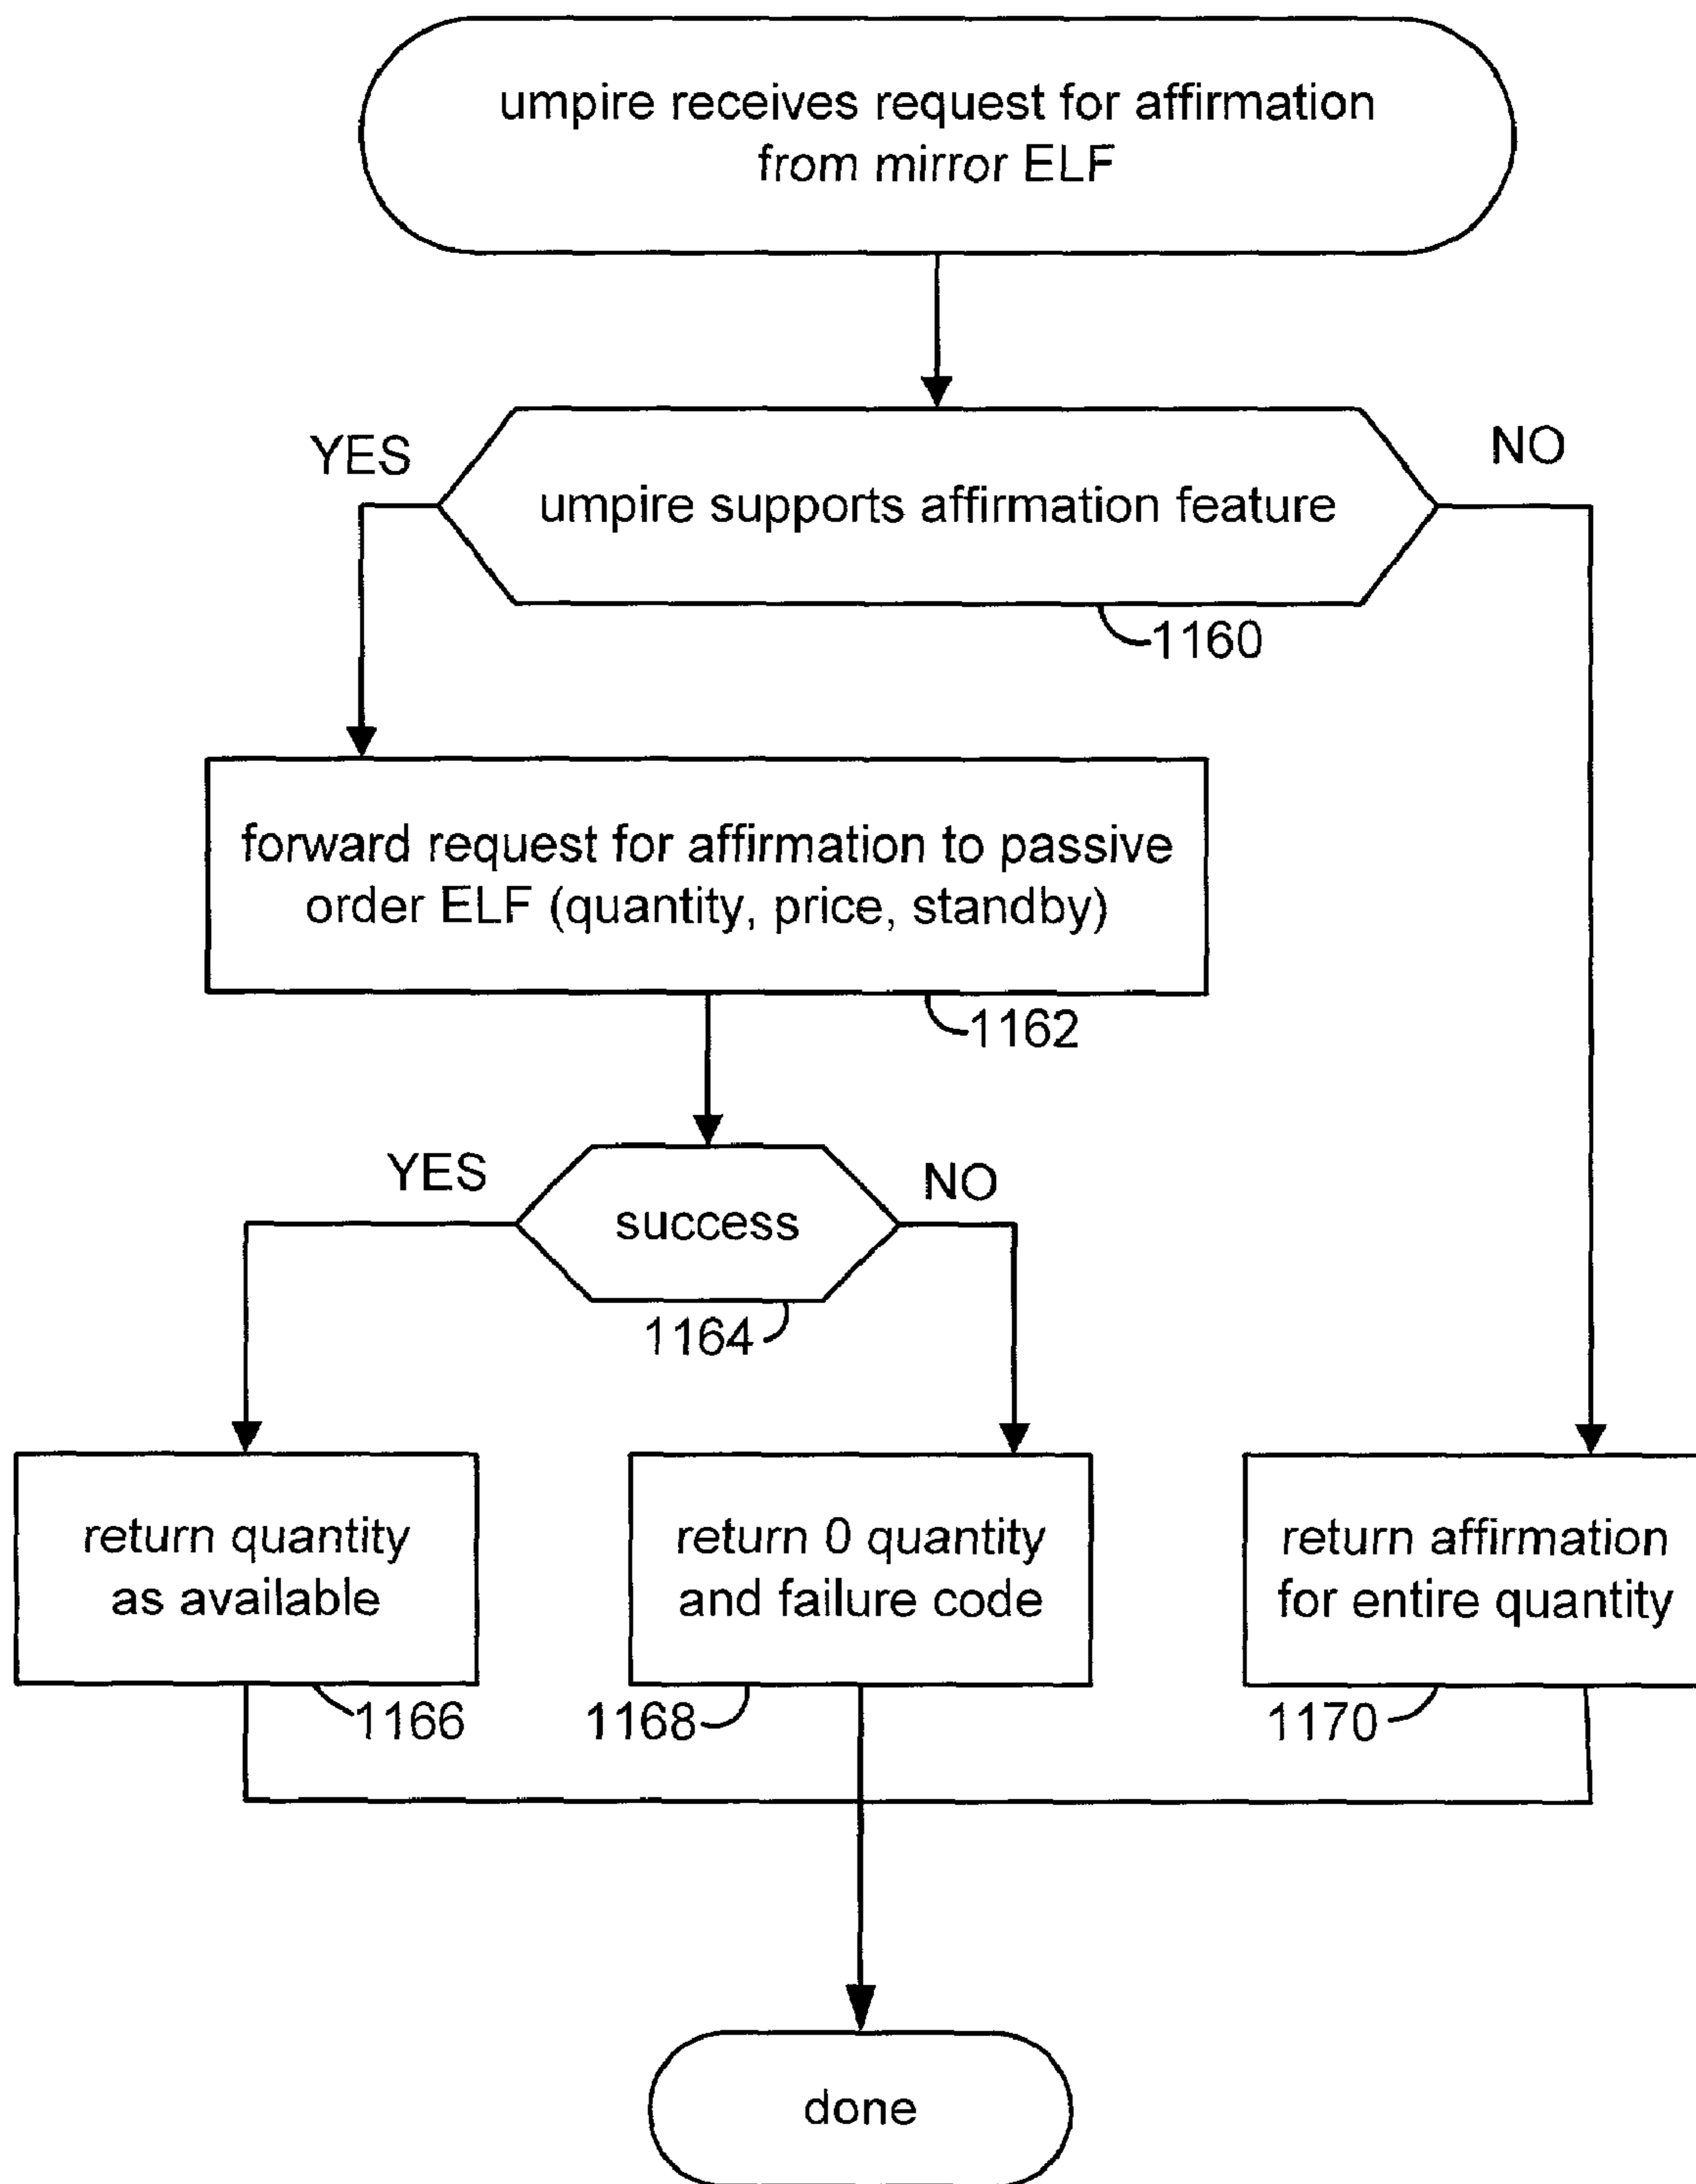 umpire receives request for affirmation
from mirror ELF
YES
NO
umpire supports affirmation feature
1160
forward request for affirmation to passive
order ELF (quantity, price, standby)
1162
YES
NO
success
1164
return quantity
as available
return 0 quantity
and failure code
return affirmation
for entire quantity
1166
1168
1170
done